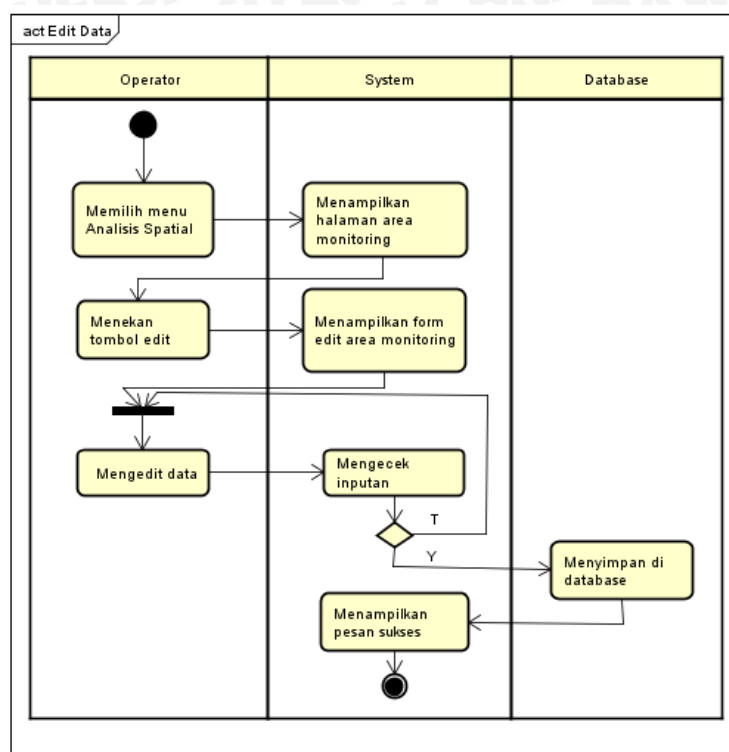 act Edit Data
Operator
System
Database
Memilih menu
Analisis Spatial
Menampilkan
halaman area
monitoring
Menekan
tombol edit
Menampilkan form
edit area monitoring
Mengedit data
Mengecek
inputan
T
Y
Menyimpan di
database
Menampilkan
pesan sukses